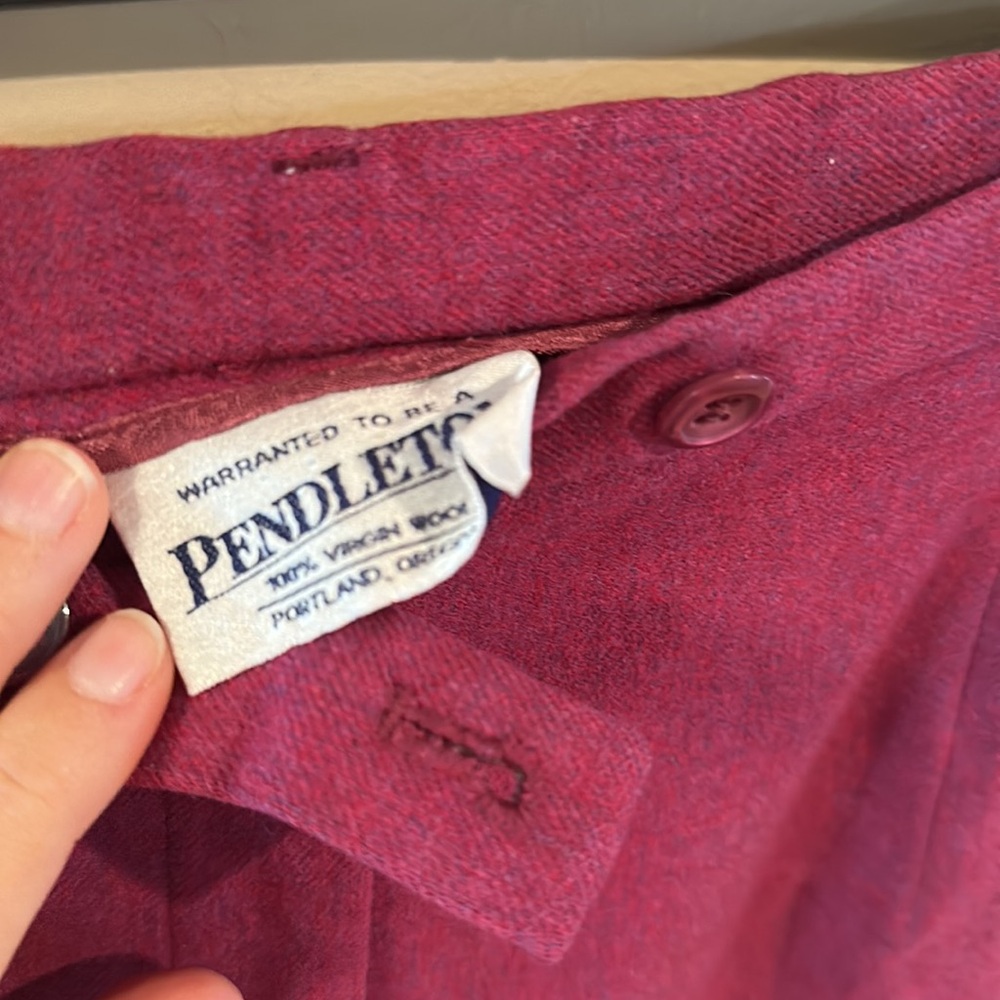 WARRANTED TO BE A
PENDLETON
100% VIRGIN WOOL
PORTLAND, OREGON